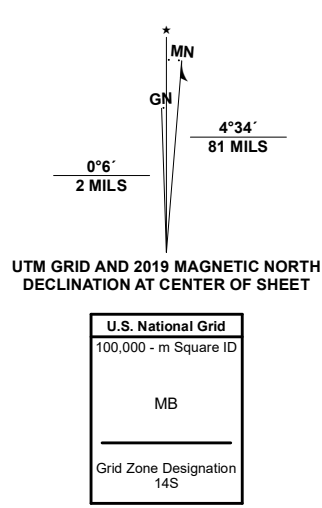 ★
MN
GN
4°34´
81 MILS
0°6´
2 MILS
UTM GRID AND 2019 MAGNETIC NORTH
DECLINATION AT CENTER OF SHEET
U.S. National Grid
100,000 - m Square ID
MB
Grid Zone Designation
14S